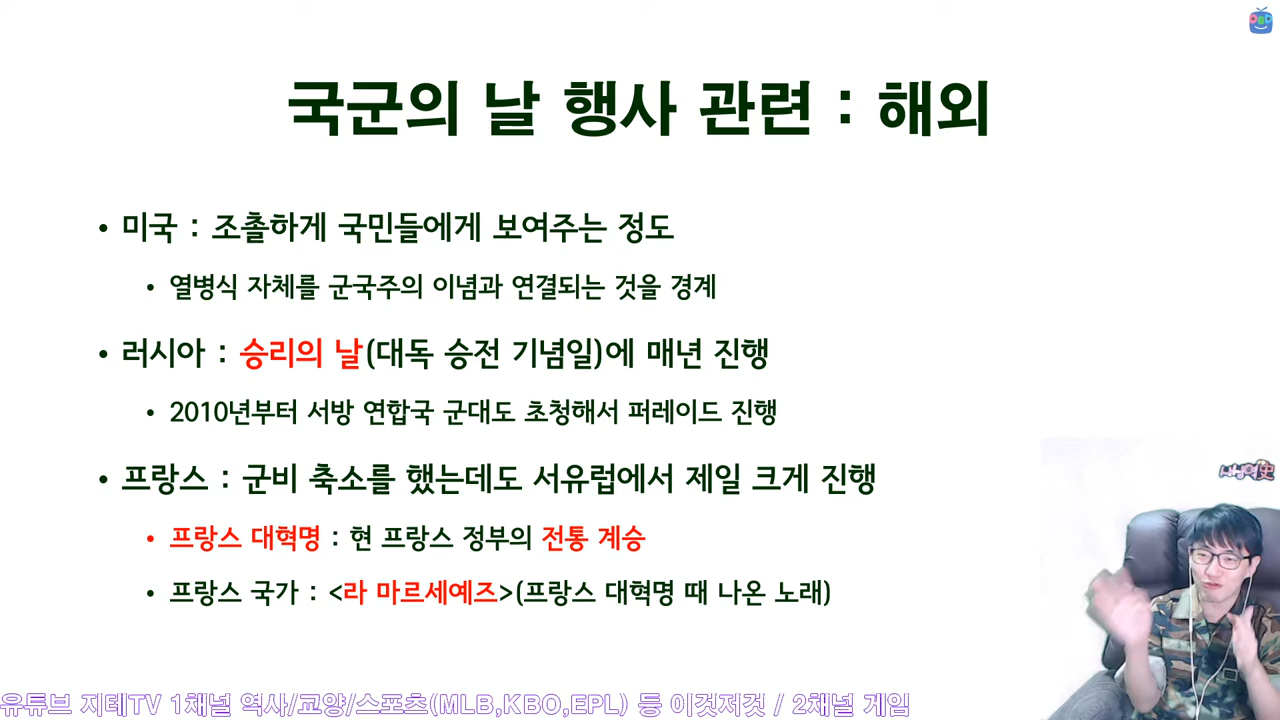 국군의 날 행사 관련 : 해외
• 미국 : 조촐하게 국민들에게 보여주는 정도
• 열병식 자체를 군국주의 이념과 연결되는 것을 경계
• 러시아 : 승리의 날(대독 승전 기념일)에 매년 진행
• 2010년부터 서방 연합국 군대도 초청해서 퍼레이드 진행
• 프랑스 : 군비 축소를 했는데도 서유럽에서 제일 크게 진행
• 프랑스 대혁명 : 현 프랑스 정부의 전통 계승
• 프랑스 국가 : <라 마르세예즈>(프랑스 대혁명 때 나온 노래)
유튜브 지테TV 1채널 역사/교양/스포츠(MLB,KBO,EPL) 등 이것저것 / 2채널 게임